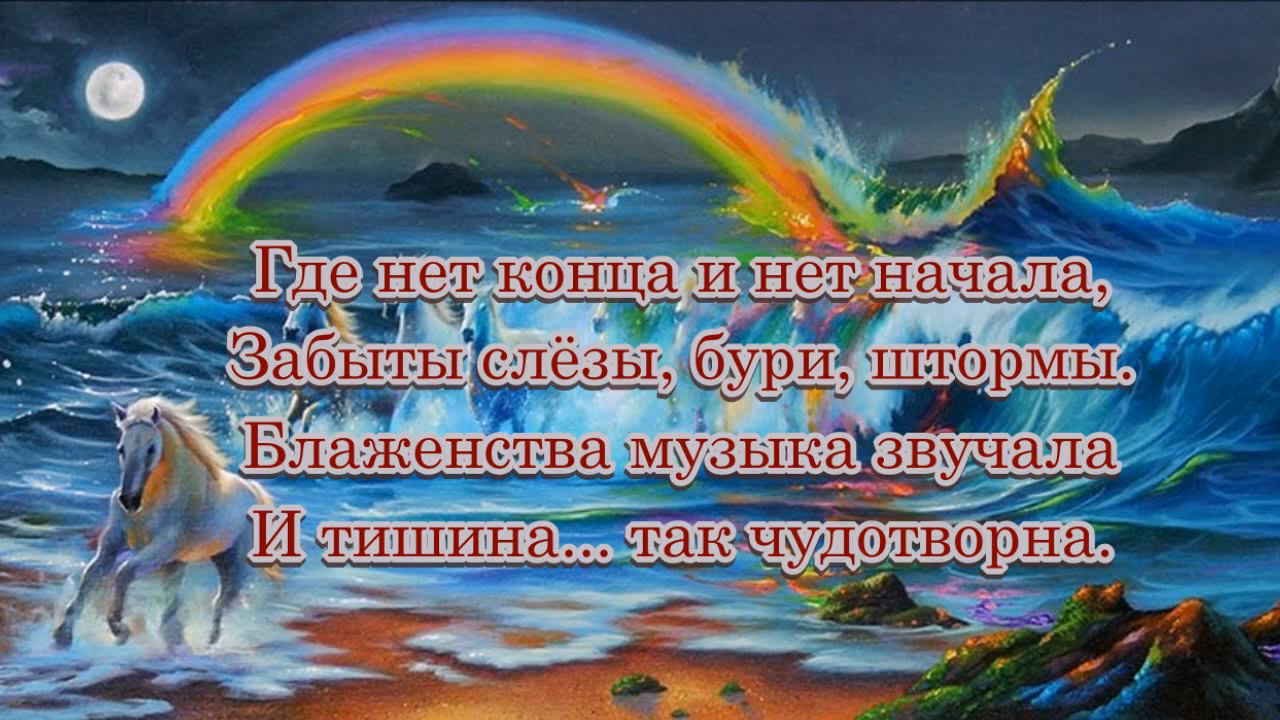 Где нет конца и нет начала,
Забыты слёзы, бури, штормы.
Блаженства музыка звучала
И тишина... так чудотворна.